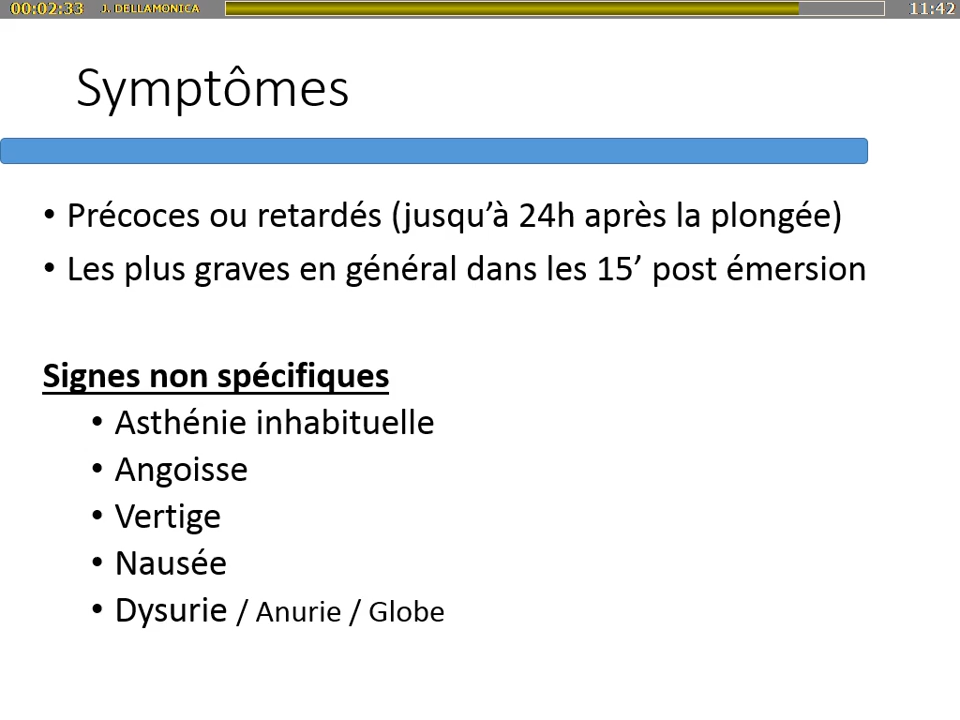 00:02:33 J. DELLAMONICA 11:42
Symptômes
• Précoces ou retardés (jusqu’à 24h après la plongée)
• Les plus graves en général dans les 15’ post émersion
Signes non spécifiques
• Asthénie inhabituelle
• Angoisse
• Vertige
• Nausée
• Dysurie / Anurie / Globe